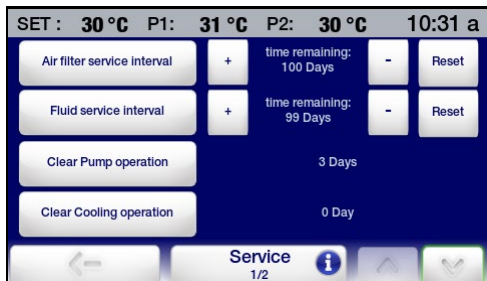 SET : 30 °C P1: 31 °C P2: 30 °C 10:31 a
Air filter service interval + time remaining: - Reset
100 Days
Fluid service interval + time remaining: - Reset
99 Days
Clear Pump operation 3 Days
Clear Cooling operation 0 Day
Service
1/2